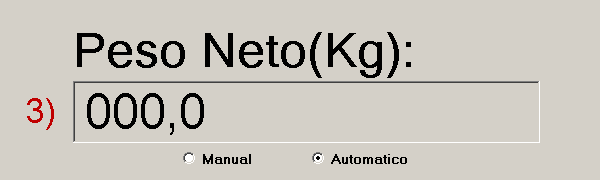 Peso Neto(Kg):
3) 000,0
Manual Automatico